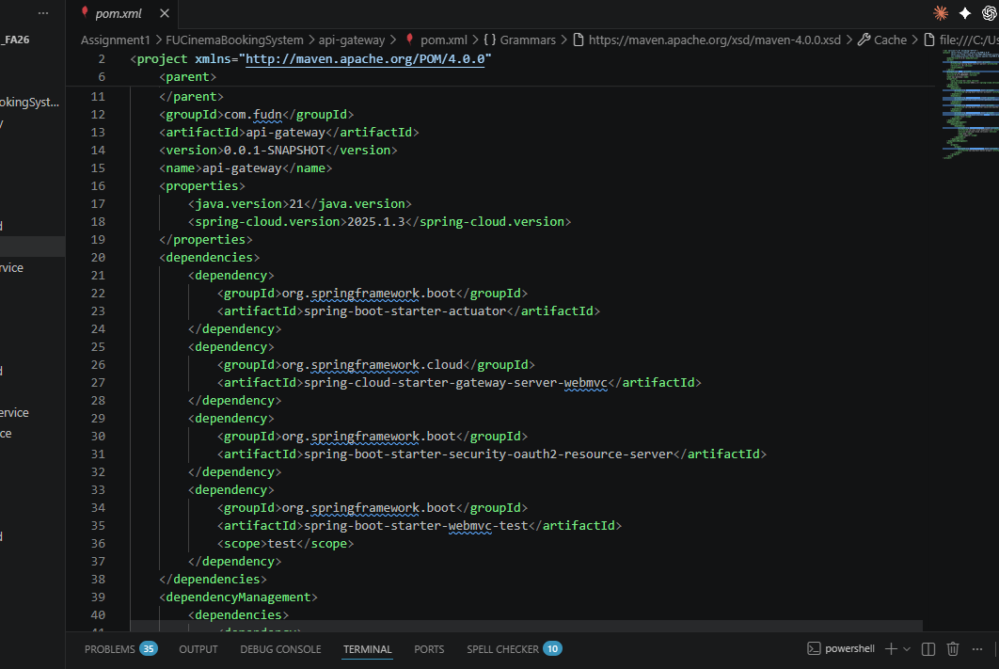 pom.xml
_FA26
Assignment1 > FUCinemaBookingSystem > api-gateway > pom.xml > {} Grammars > https://maven.apache.org/xsd/maven-4.0.0.xsd > Cache > file:///C:/Us
2 <project xmlns="http://maven.apache.org/POM/4.0.0"
6 <parent>
11 </parent>
okingSyst...
12 <groupId>com.fudn</groupId>
13 <artifactId>api-gateway</artifactId>
14 <version>0.0.1-SNAPSHOT</version>
15 <name>api-gateway</name>
16 <properties>
17 <java.version>21</java.version>
18 <spring-cloud.version>2025.1.3</spring-cloud.version>
19 </properties>
20 <dependencies>
rvice
21 <dependency>
22 <groupId>org.springframework.boot</groupId>
23 <artifactId>spring-boot-starter-actuator</artifactId>
24 </dependency>
25 <dependency>
26 <groupId>org.springframework.cloud</groupId>
27 <artifactId>spring-cloud-starter-gateway-server-webmvc</artifactId>
28 </dependency>
ervice
29 <dependency>
ce
30 <groupId>org.springframework.boot</groupId>
31 <artifactId>spring-boot-starter-security-oauth2-resource-server</artifactId>
32 </dependency>
33 <dependency>
34 <groupId>org.springframework.boot</groupId>
35 <artifactId>spring-boot-starter-webmvc-test</artifactId>
36 <scope>test</scope>
37 </dependency>
38 </dependencies>
39 <dependencyManagement>
40 <dependencies>
PROBLEMS 35 OUTPUT DEBUG CONSOLE TERMINAL PORTS SPELL CHECKER 10 powershell